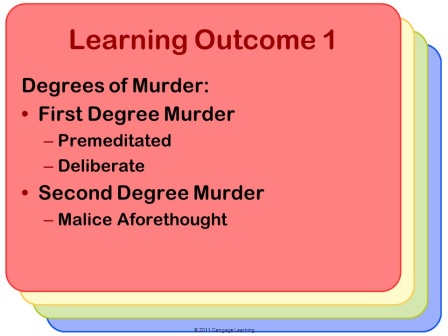 Learning Outcome 1
Degrees of Murder:
• First Degree Murder
– Premeditated
– Deliberate
• Second Degree Murder
– Malice Aforethought
© 2011 Cengage Learning